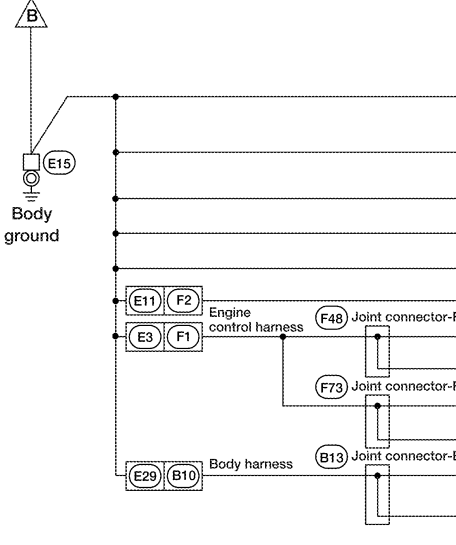 B
E15
Body
ground
E11 F2
Engine
control harness
E3 F1
F48 Joint connector-F
F73 Joint connector-F
Body harness
B13 Joint connector-B
E29 B10